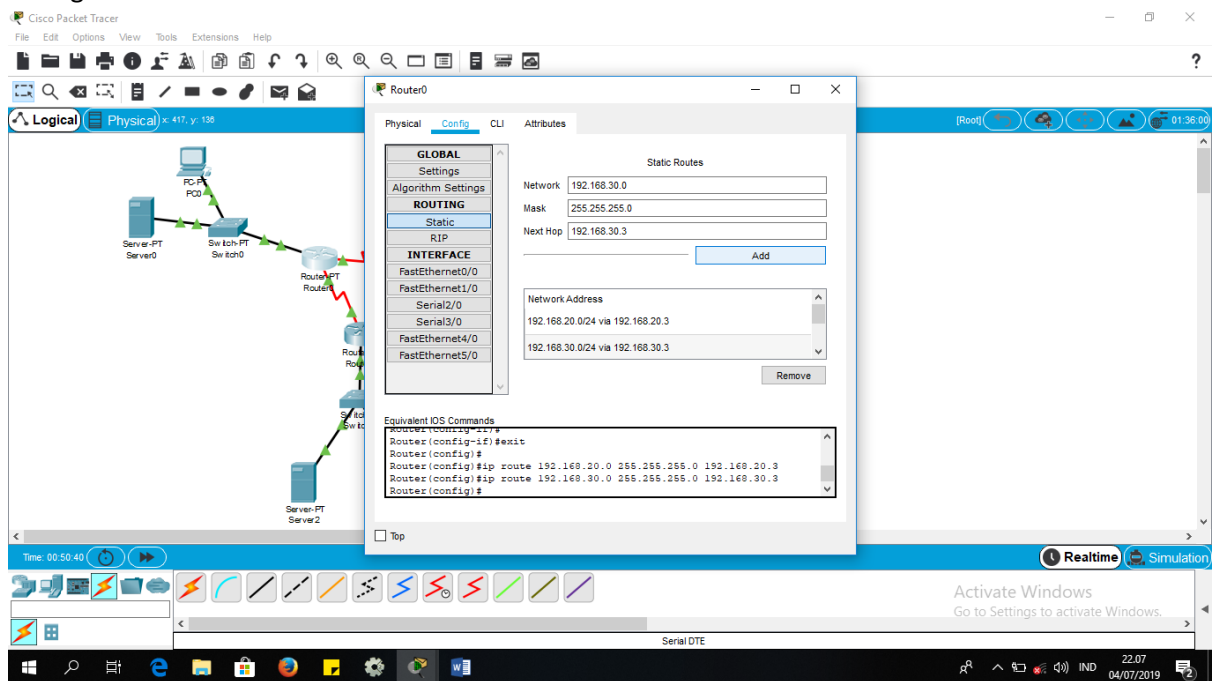 Cisco Packet Tracer
File Edit Options View Tools Extensions Help
?
Logical
Physical
x: 417, y: 136
[Root]
01:36:00
PC-PT
PC0
Server-PT
Server0
Switch-PT
Switch0
Router-PT
Server-PT
Server2
Router0
Physical Config CLI Attributes
GLOBAL
Settings
Algorithm Settings
ROUTING
Static
RIP
INTERFACE
FastEthernet0/0
FastEthernet1/0
Serial2/0
Serial3/0
FastEthernet4/0
FastEthernet5/0
Static Routes
Network 192.168.30.0
Mask 255.255.255.0
Next Hop 192.168.30.3
Add
Network Address
192.168.20.0/24 via 192.168.20.3
192.168.30.0/24 via 192.168.30.3
Remove
Equivalent IOS Commands
Router(config-if)#
Router(config-if)#exit
Router(config)#
Router(config)#ip route 192.168.20.0 255.255.255.0 192.168.20.3
Router(config)#ip route 192.168.30.0 255.255.255.0 192.168.30.3
Router(config)#
Top
Time: 00:50:40
Realtime
Simulation
Activate Windows
Go to Settings to activate Windows.
Serial DTE
IND
22.07
04/07/2019
2